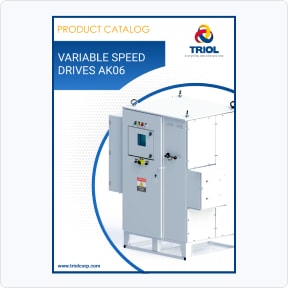 PRODUCT CATALOG
TRIOL
VARIABLE SPEED
DRIVES AK06
www.triolcorp.com